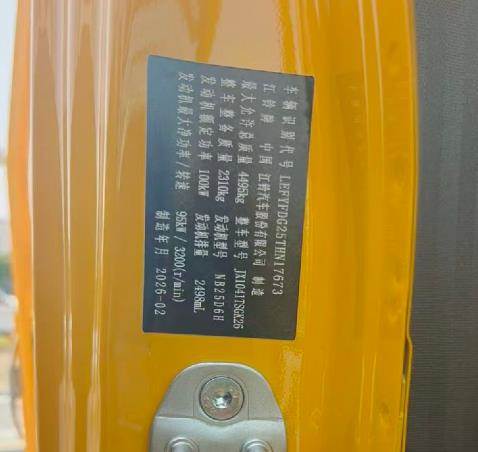 车辆识别代号 LEFYFDG25THN17673
江铃牌 中国 江铃汽车股份有限公司 制造
最大允许总质量 4495kg 整车型号 JX1041TSGK26
整车整备质量 2310kg 发动机型号 NB25D6H
发动机额定功率 100kW 发动机排量 2498mL
发动机最大净功率/转速 95kW/3200(r/min)
制造年月 2026-02